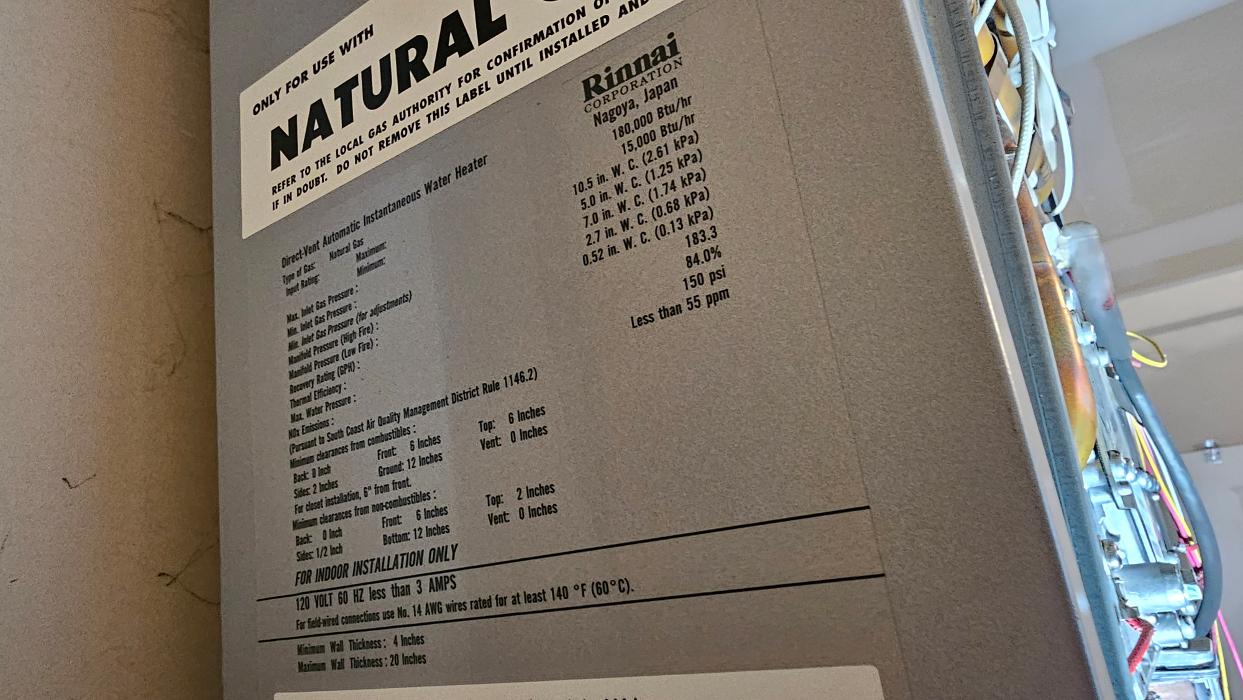 ONLY FOR USE WITH
NATURAL
REFER TO THE LOCAL GAS AUTHORITY FOR CONFIRMATION
IF IN DOUBT. DO NOT REMOVE THIS LABEL UNTIL INSTALLED AND
Rinnai
CORPORATION
Nagoya, Japan
Direct-Vent Automatic Instantaneous Water Heater
Type of Gas: Natural Gas
Input Rating: Maximum: 180,000 Btu/hr
Minimum: 15,000 Btu/hr
Max. Inlet Gas Pressure : 10.5 in. W. C. (2.61 kPa)
Min. Inlet Gas Pressure : 5.0 in. W. C. (1.25 kPa)
Min. Inlet Gas Pressure (for adjustments) 7.0 in. W. C. (1.74 kPa)
Manifold Pressure (High Fire) : 2.7 in. W. C. (0.68 kPa)
Manifold Pressure (Low Fire) : 0.52 in. W. C. (0.13 kPa)
Recovery Rating (GPH) : 183.3
Thermal Efficiency : 84.0%
Max. Water Pressure : 150 psi
NOx Emissions : Less than 55 ppm
(Pursuant to South Coast Air Quality Management District Rule 1146.2)
Minimum clearances from combustibles :
Back: 0 Inch Front: 6 Inches Top: 6 Inches
Sides: 2 Inches Ground: 12 Inches Vent: 0 Inches
For closet installation, 6" from front.
Minimum clearances from non-combustibles :
Back: 0 Inch Front: 6 Inches Top: 2 Inches
Sides: 1/2 Inch Bottom: 12 Inches Vent: 0 Inches
FOR INDOOR INSTALLATION ONLY
120 VOLT 60 HZ less than 3 AMPS
For field-wired connections use No. 14 AWG wires rated for at least 140 °F (60°C).
Minimum Wall Thickness : 4 Inches
Maximum Wall Thickness : 20 Inches